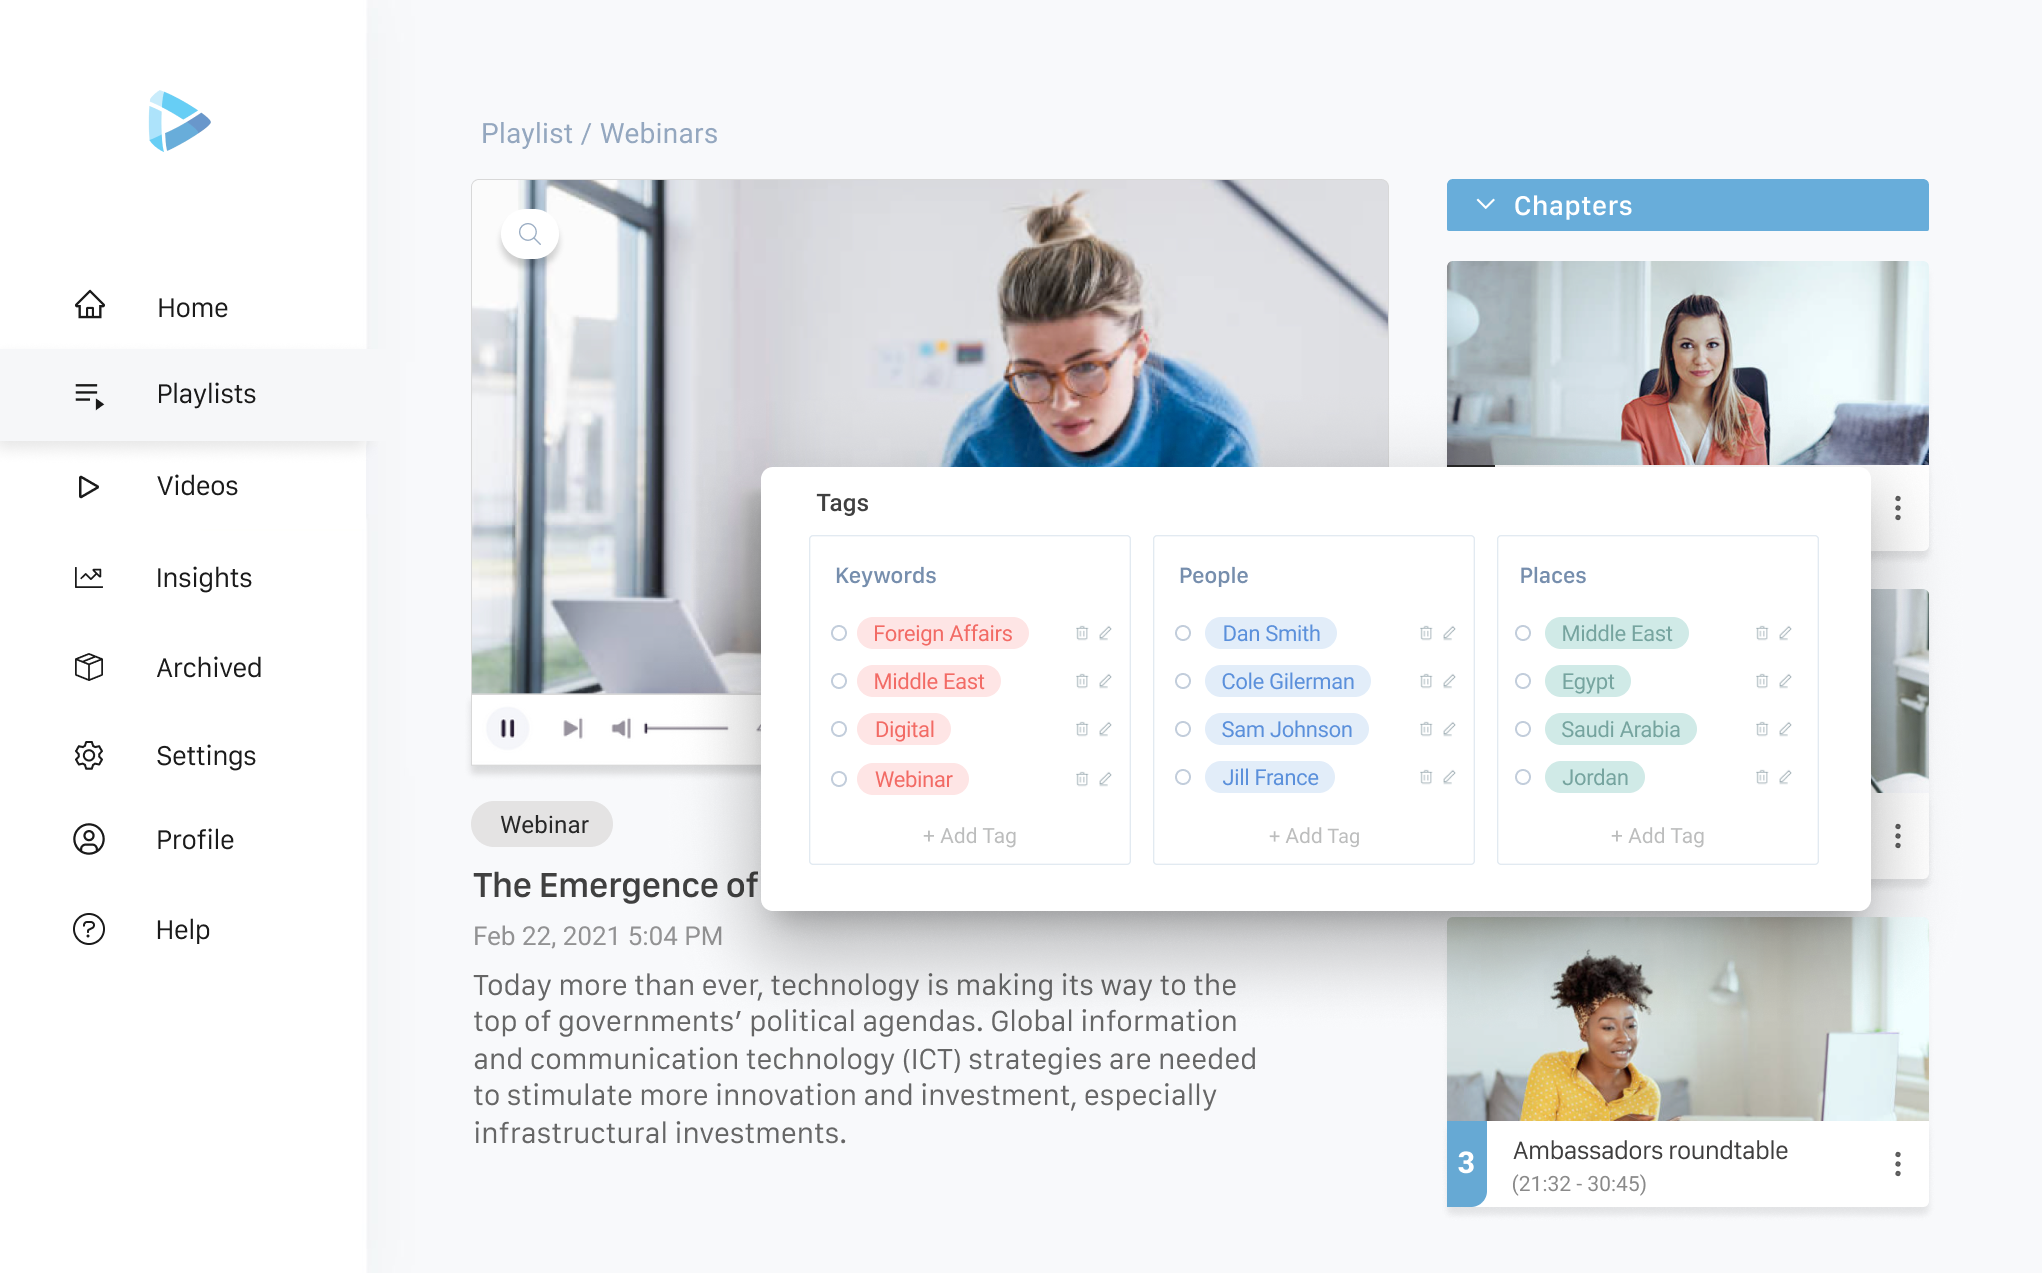 Home
Playlists
Videos
Insights
Archived
Settings
Profile
Help
Playlist / Webinars
Webinar
The Emergence of
Feb 22, 2021 5:04 PM
Today more than ever, technology is making its way to the
top of governments’ political agendas. Global information
and communication technology (ICT) strategies are needed
to stimulate more innovation and investment, especially
infrastructural investments.
Tags
Keywords
Foreign Affairs
Middle East
Digital
Webinar
+ Add Tag
People
Dan Smith
Cole Gilerman
Sam Johnson
Jill France
+ Add Tag
Places
Middle East
Egypt
Saudi Arabia
Jordan
+ Add Tag
Chapters
3
Ambassadors roundtable
(21:32 - 30:45)